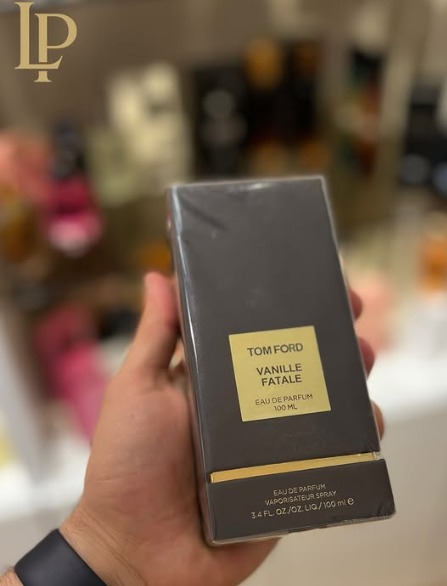 LP
TOM FORD
VANILLE
FATALE
EAU DE PARFUM
100 ML
EAU DE PARFUM
VAPORISATEUR SPRAY
3.4 FL. OZ./OZ. LIQ./100 ml ℮